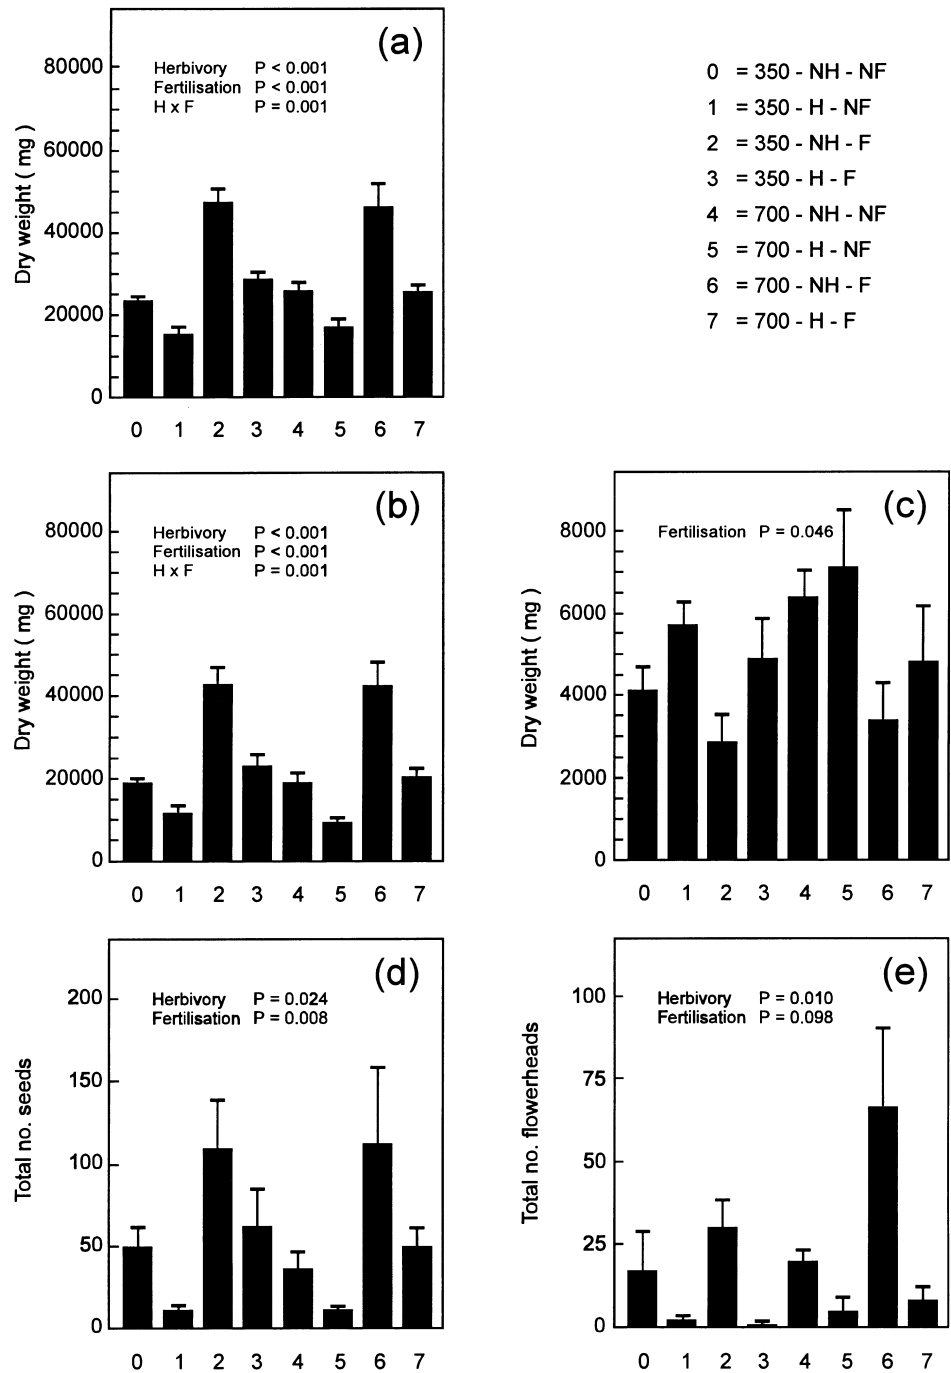 (a)
80000
60000
40000
20000
0
Dry weight ( mg )
Herbivory P < 0.001
Fertilisation P < 0.001
H x F P = 0.001
0 1 2 3 4 5 6 7
0 = 350 - NH - NF
1 = 350 - H - NF
2 = 350 - NH - F
3 = 350 - H - F
4 = 700 - NH - NF
5 = 700 - H - NF
6 = 700 - NH - F
7 = 700 - H - F
(b)
80000
60000
40000
20000
0
Dry weight ( mg )
Herbivory P < 0.001
Fertilisation P < 0.001
H x F P = 0.001
0 1 2 3 4 5 6 7
(c)
8000
6000
4000
2000
0
Dry weight ( mg )
Fertilisation P = 0.046
0 1 2 3 4 5 6 7
(d)
200
150
100
50
0
Total no. seeds
Herbivory P = 0.024
Fertilisation P = 0.008
0 1 2 3 4 5 6 7
(e)
100
75
50
25
0
Total no. flowerheads
Herbivory P = 0.010
Fertilisation P = 0.098
0 1 2 3 4 5 6 7